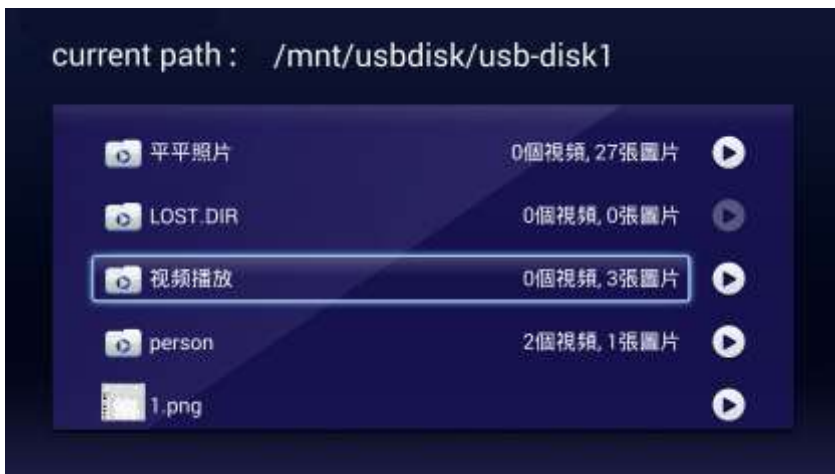 current path : /mnt/usbdisk/usb-disk1
平平照片 0個視頻, 27張圖片
LOST.DIR 0個視頻, 0張圖片
视频播放 0個視頻, 3張圖片
person 2個視頻, 1張圖片
1.png